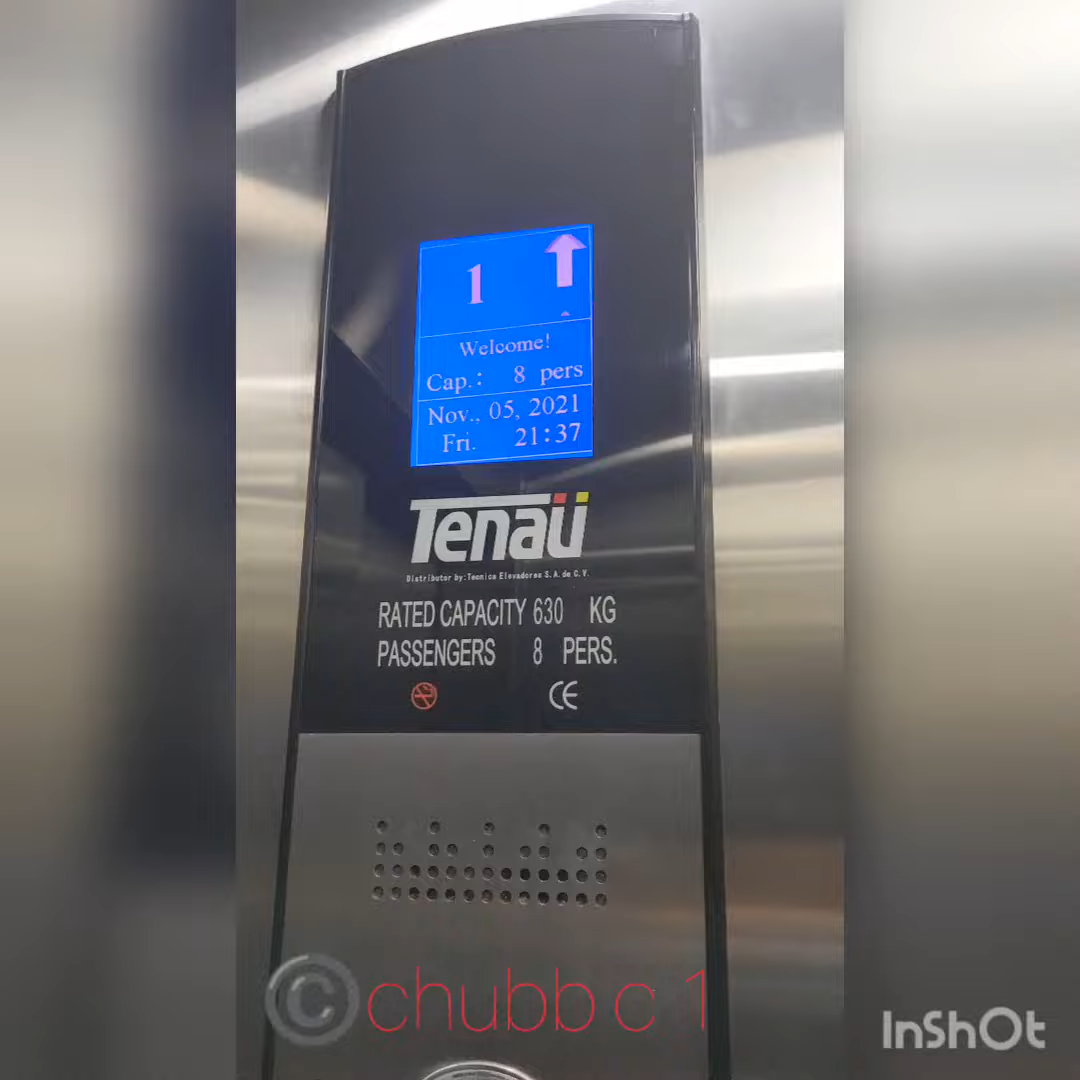 1
Welcome!
Cap.: 8 pers
Nov., 05, 2021
Fri. 21:37
Tenaü
Distributor by:Tecnica Elevadores S.A. de C.V.
RATED CAPACITY 630 KG
PASSENGERS 8 PERS.
CE
©chubb c 1
InShOt